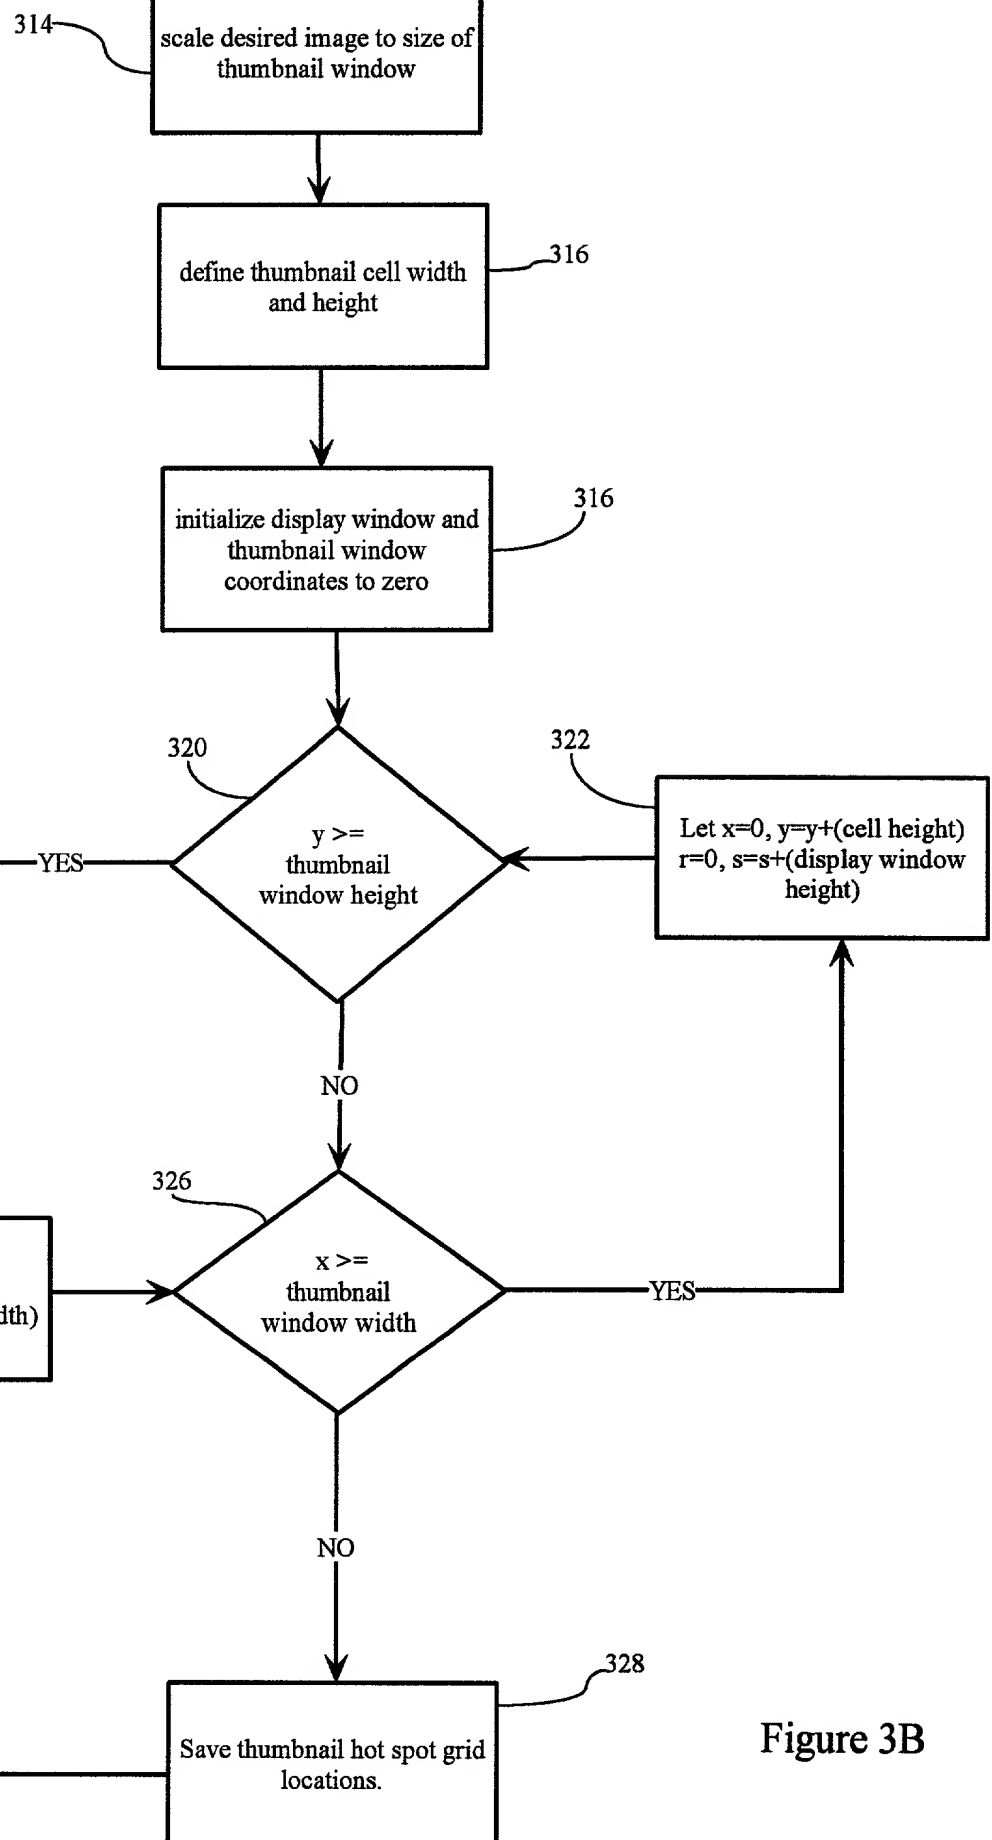 314
scale desired image to size of
thumbnail window
316
define thumbnail cell width
and height
316
initialize display window and
thumbnail window
coordinates to zero
320
322
y >=
thumbnail
window height
YES
Let x=0, y=y+(cell height)
r=0, s=s+(display window
height)
NO
326
x >=
thumbnail
window width
YES
dth)
NO
328
Save thumbnail hot spot grid
locations.
Figure 3B